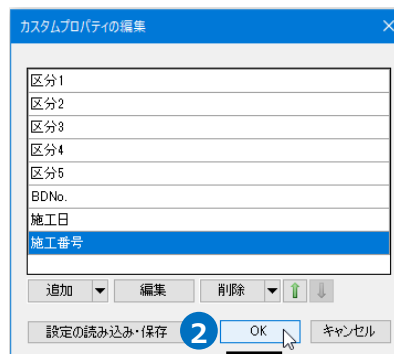 カスタムプロパティの編集
区分1
区分2
区分3
区分4
区分5
BDNo.
施工日
施工番号
追加 編集 削除
設定の読み込み・保存 2 OK キャンセル